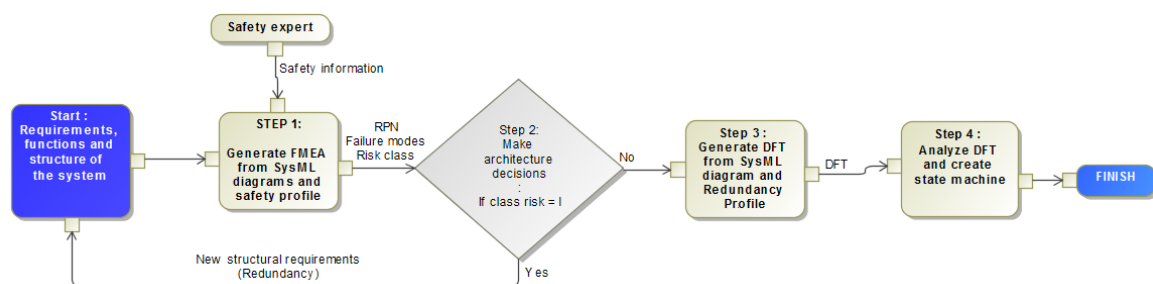 Safety expert
Safety information
Start :
Requirements,
functions and
structure of
the system
STEP 1:
Generate FMEA
from SysML
diagrams and
safety profile
RPN
Failure modes
Risk class
Step 2:
Make
architecture
decisions
:
If class risk = I
No
Step 3 :
Generate DFT
from SysML
diagram and
Redundancy
Profile
DFT
Step 4 :
Analyze DFT
and create
state machine
FINISH
New structural requirements
(Redundancy)
Yes